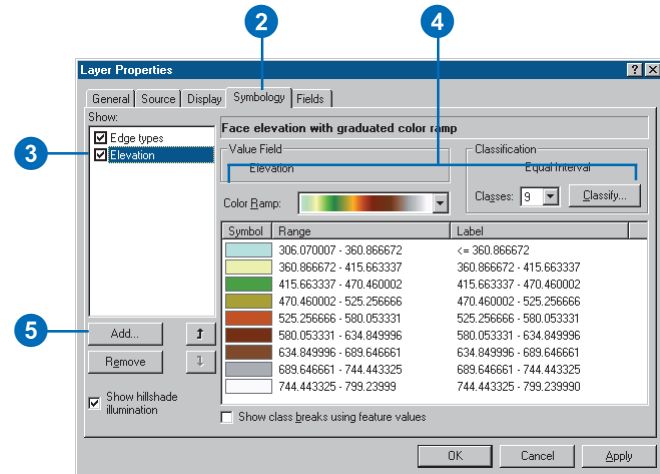 2
4
Layer Properties
General Source Display Symbology Fields
Show:
Edge types
Elevation
3
Face elevation with graduated color ramp
Value Field
Elevation
Classification
Equal Interval
Color Ramp:
Classes: 9 Classify...
Symbol Range Label
306.070007 - 360.866672 <= 360.866672
360.866672 - 415.663337 360.866672 - 415.663337
415.663337 - 470.460002 415.663337 - 470.460002
470.460002 - 525.256666 470.460002 - 525.256666
525.256666 - 580.053331 525.256666 - 580.053331
580.053331 - 634.849996 580.053331 - 634.849996
634.849996 - 689.646661 634.849996 - 689.646661
689.646661 - 744.443325 689.646661 - 744.443325
744.443325 - 799.23999 744.443325 - 799.239990
5
Add...
Remove
Show hillshade
illumination
Show class breaks using feature values
OK Cancel Apply